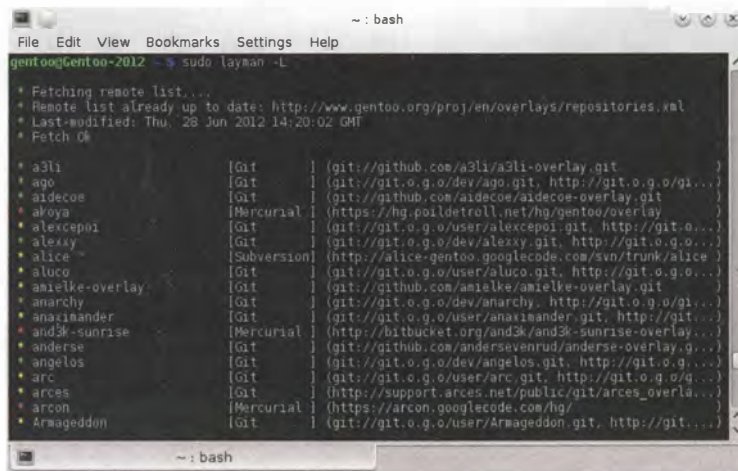 ~ : bash
File Edit View Bookmarks Settings Help
gentoo@Gentoo-2012 ~ $ sudo layman -L
* Fetching remote list,...
* Remote list already up to date: http://www.gentoo.org/proj/en/overlays/repositories.xml
* Last-modified: Thu, 28 Jun 2012 14:20:02 GMT
* Fetch Ok
* a3li [Git ] (git://github.com/a3li/a3li-overlay.git )
* ago [Git ] (git://git.o.g.o/dev/ago.git, http://git.o.g.o/gi...)
* aidecoe [Git ] (git://github.com/aidecoe/aidecoe-overlay.git )
* akoya [Mercurial ] (https://hg.poildetroll.net/hg/gentoo/overlay )
* alexcepoi [Git ] (git://git.o.g.o/user/alexcepoi.git, http://git.o...)
* alexxy [Git ] (git://git.o.g.o/dev/alexxy.git, http://git.o.g.o...)
* alice [Subversion] (http://alice-gentoo.googlecode.com/svn/trunk/alice )
* aluco [Git ] (git://git.o.g.o/user/aluco.git, http://git.o.g.o...)
* amielke-overlay [Git ] (git://github.com/amielke/amielke-overlay.git )
* anarchy [Git ] (git://git.o.g.o/dev/anarchy, http://git.o.g.o/gi...)
* anaximander [Git ] (git://git.o.g.o/user/anaximander.git, http://git...)
* and3k-sunrise [Mercurial ] (http://bitbucket.org/and3k/and3k-sunrise-overlay...)
* anderse [Git ] (git://github.com/andersevenrud/anderse-overlay.g...)
* angelos [Git ] (git://git.o.g.o/dev/angelos.git, http://git.o.g....)
* arc [Git ] (git://git.o.g.o/user/arc.git, http://git.o.g.o/g...)
* arces [Git ] (http://support.arces.net/public/git/arces_overla...)
* arcon [Mercurial ] (https://arcon.googlecode.com/hg/ )
* Armageddon [Git ] (git://git.o.g.o/user/Armageddon.git, http://git....)
~ : bash